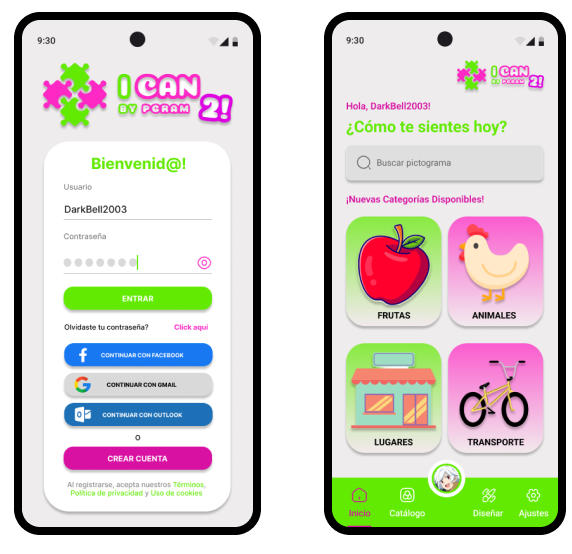 9:30
I CAN
BY PCRAM
2!
Bienvenid@!
Usuario
DarkBell2003
Contraseña
ENTRAR
Olvidaste tu contraseña? Click aqui
CONTINUAR CON FACEBOOK
CONTINUAR CON GMAIL
CONTINUAR CON OUTLOOK
O
CREAR CUENTA
Al registrarse, acepta nuestros Términos,
Política de privacidad y Uso de cookies
9:30
I CAN
BY PCRAM
2!
Hola, DarkBell2003!
¿Cómo te sientes hoy?
Buscar pictograma
¡Nuevas Categorías Disponibles!
FRUTAS
ANIMALES
LUGARES
TRANSPORTE
Inicio
Catálogo
Diseñar
Ajustes